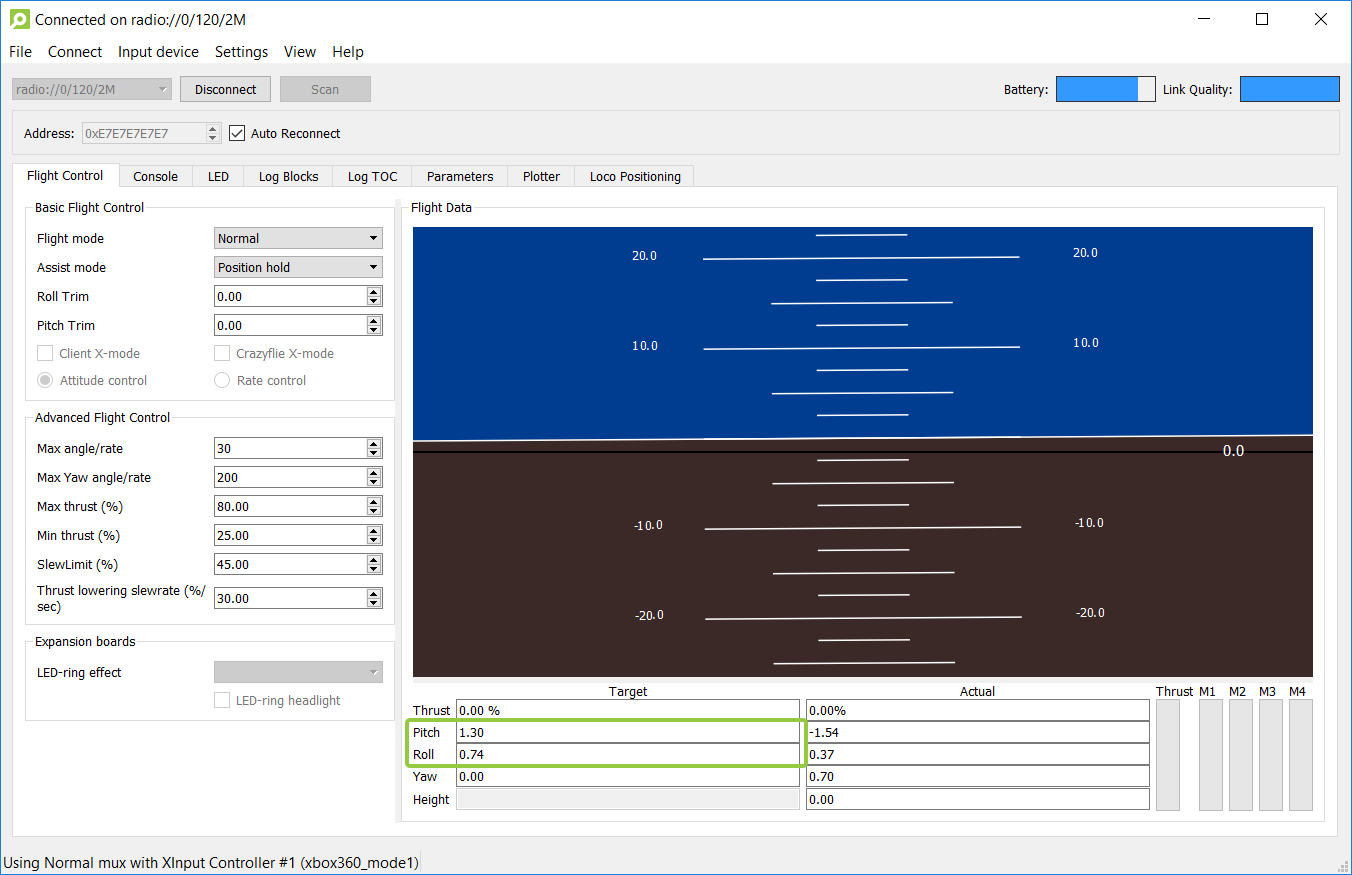 Connected on radio://0/120/2M
File Connect Input device Settings View Help
radio://0/120/2M Disconnect Scan Battery: Link Quality:
Address: 0xE7E7E7E7E7 Auto Reconnect
Flight Control Console LED Log Blocks Log TOC Parameters Plotter Loco Positioning
Basic Flight Control
Flight mode Normal
Assist mode Position hold
Roll Trim 0.00
Pitch Trim 0.00
Client X-mode Crazyflie X-mode
Attitude control Rate control
Advanced Flight Control
Max angle/rate 30
Max Yaw angle/rate 200
Max thrust (%) 80.00
Min thrust (%) 25.00
SlewLimit (%) 45.00
Thrust lowering slewrate (%/
sec) 30.00
Expansion boards
LED-ring effect
LED-ring headlight
Flight Data
20.0 20.0
10.0 10.0
0.0
-10.0 -10.0
-20.0 -20.0
Target Actual Thrust M1 M2 M3 M4
Thrust 0.00 % 0.00%
Pitch 1.30 -1.54
Roll 0.74 0.37
Yaw 0.00 0.70
Height 0.00
Using Normal mux with XInput Controller #1 (xbox360_mode1)